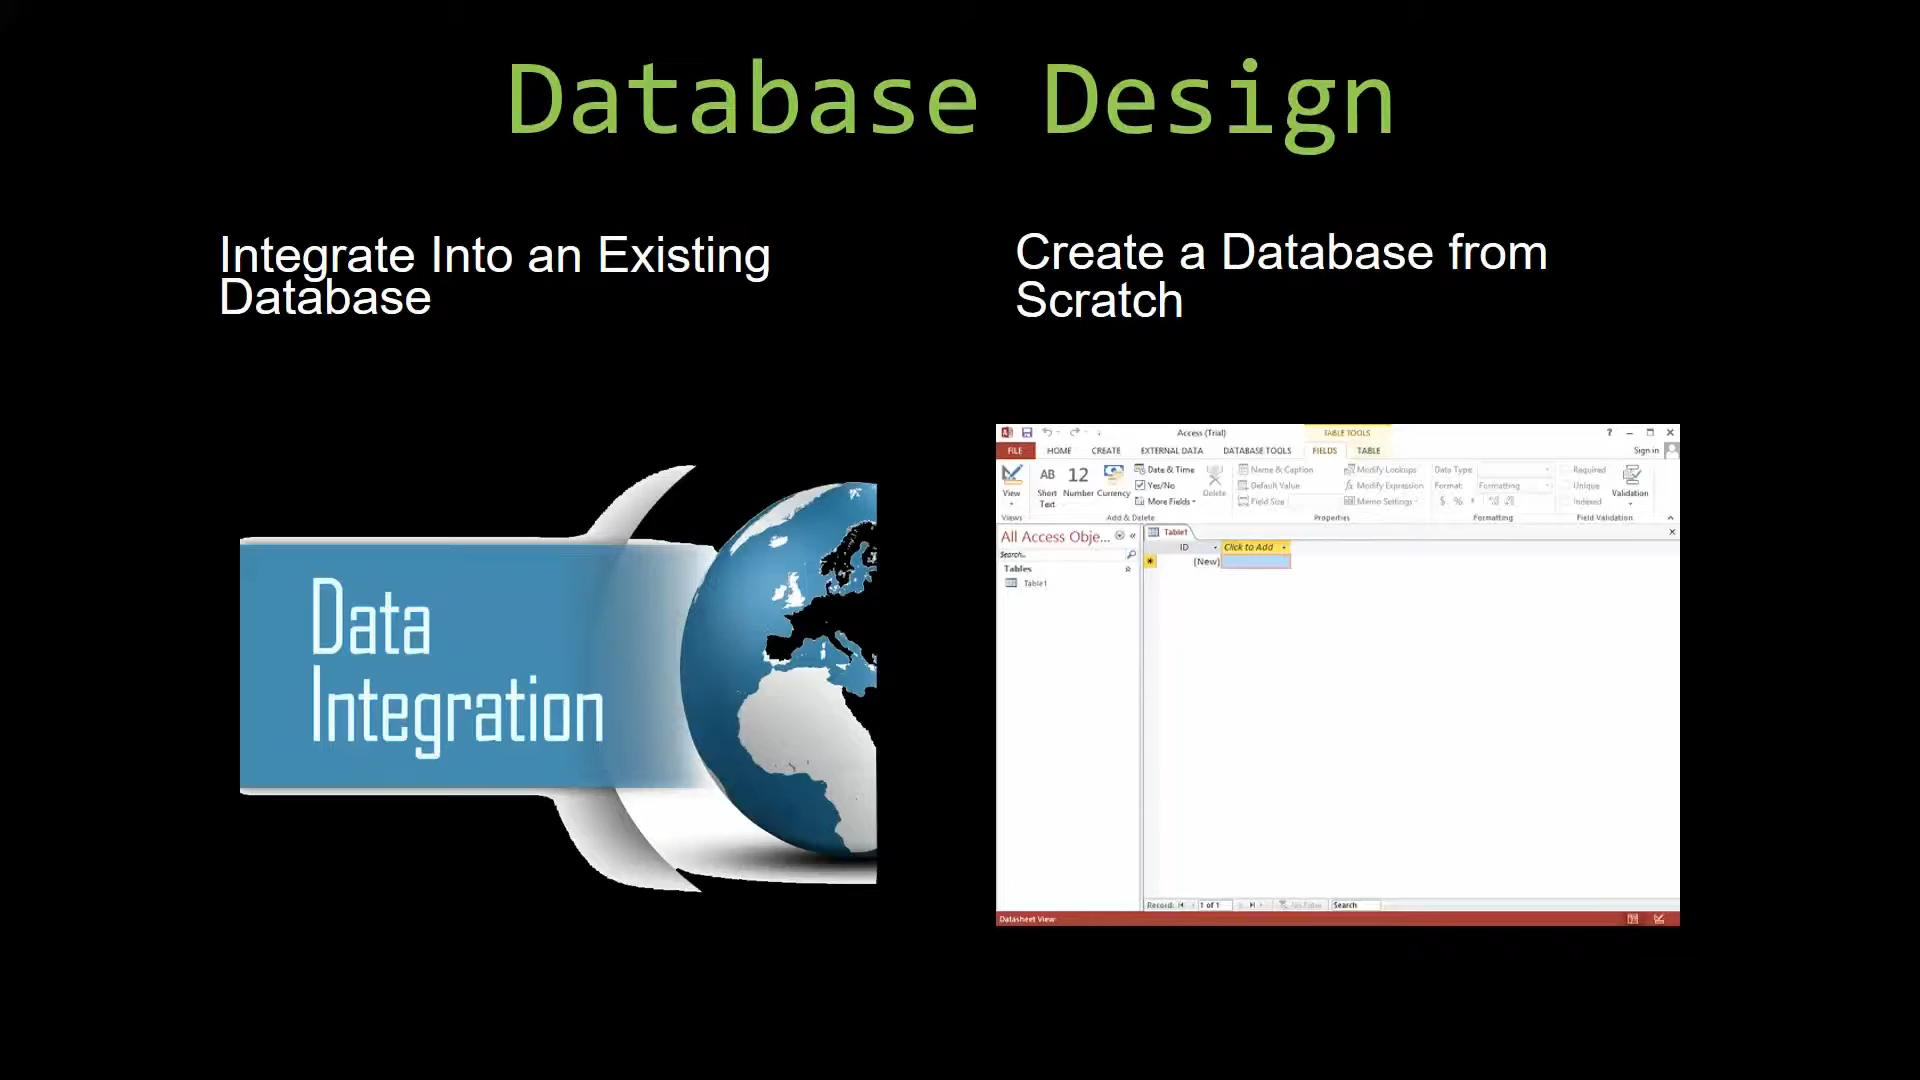 Database Design
Integrate Into an Existing
Database
Create a Database from
Scratch
Data
Integration
Access (Trial)
TABLE TOOLS
?
FILE HOME CREATE EXTERNAL DATA DATABASE TOOLS FIELDS TABLE
Sign in
View
Views
AB
Short
Text
12
Number
Currency
Date & Time
Yes/No
More Fields
Delete
Add & Delete
Name & Caption
Default Value
Field Size
Modify Lookups
Modify Expression
Memo Settings
Properties
Data Type:
Format: Formatting
$ %
Formatting
Required
Unique
Indexed
Validation
Field Validation
All Access Obje...
Search...
Tables
Table1
Table1
ID Click to Add
(New)
Record: 1 of 1 No Filter Search
Datasheet View